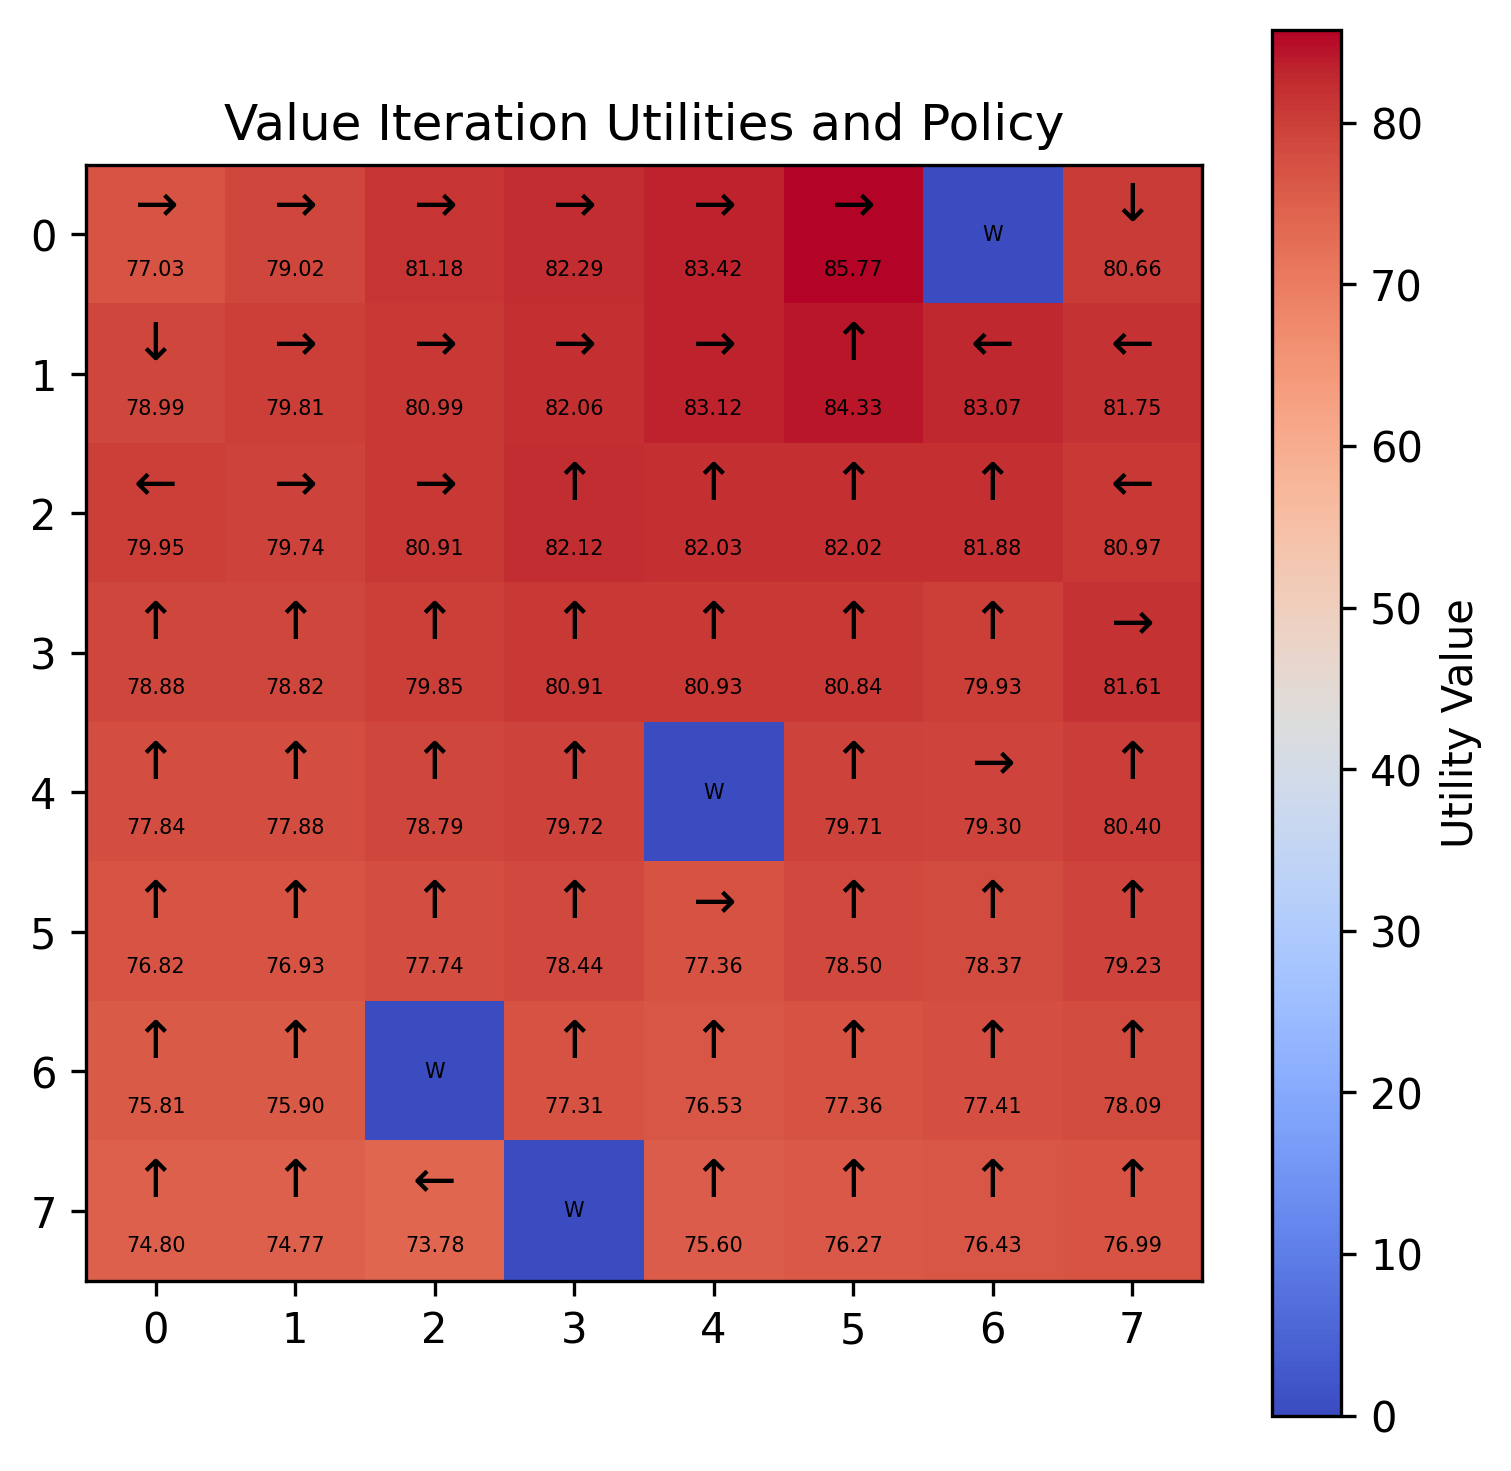 Value Iteration Utilities and Policy
0 → → → → → → W ↓
77.03 79.02 81.18 82.29 83.42 85.77 80.66
1 ↓ → → → → ↑ ← ←
78.99 79.81 80.99 82.06 83.12 84.33 83.07 81.75
2 ← → → ↑ ↑ ↑ ↑ ←
79.95 79.74 80.91 82.12 82.03 82.02 81.88 80.97
3 ↑ ↑ ↑ ↑ ↑ ↑ ↑ →
78.88 78.82 79.85 80.91 80.93 80.84 79.93 81.61
4 ↑ ↑ ↑ ↑ W ↑ → ↑
77.84 77.88 78.79 79.72 79.71 79.30 80.40
5 ↑ ↑ ↑ ↑ → ↑ ↑ ↑
76.82 76.93 77.74 78.44 77.36 78.50 78.37 79.23
6 ↑ ↑ W ↑ ↑ ↑ ↑ ↑
75.81 75.90 77.31 76.53 77.36 77.41 78.09
7 ↑ ↑ ← W ↑ ↑ ↑ ↑
74.80 74.77 73.78 75.60 76.27 76.43 76.99
0 1 2 3 4 5 6 7
80
70
60
50
40
30
20
10
0
Utility Value